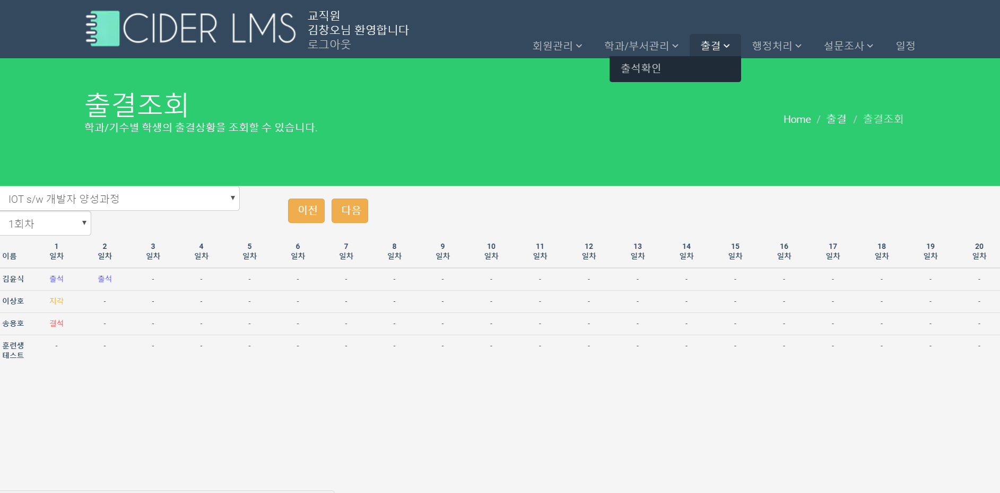 CIDER LMS
교직원
김창오님 환영합니다
로그아웃
회원관리 학과/부서관리 출결 행정처리 설문조사 일정
출석확인
출결조회
학과/기수별 학생의 출결상황을 조회할 수 있습니다.
Home / 출결 / 출결조회
IOT s/w 개발자 양성과정
이전 다음
1회차
1 2 3 4 5 6 7 8 9 10 11 12 13 14 15 16 17 18 19 20
이름 일차 일차 일차 일차 일차 일차 일차 일차 일차 일차 일차 일차 일차 일차 일차 일차 일차 일차 일차 일차
김윤식 출석 출석 - - - - - - - - - - - - - - - - - -
이상호 지각 - - - - - - - - - - - - - - - - - - -
송용호 결석 - - - - - - - - - - - - - - - - - - -
훈련생 - - - - - - - - - - - - - - - - - - - -
테스트